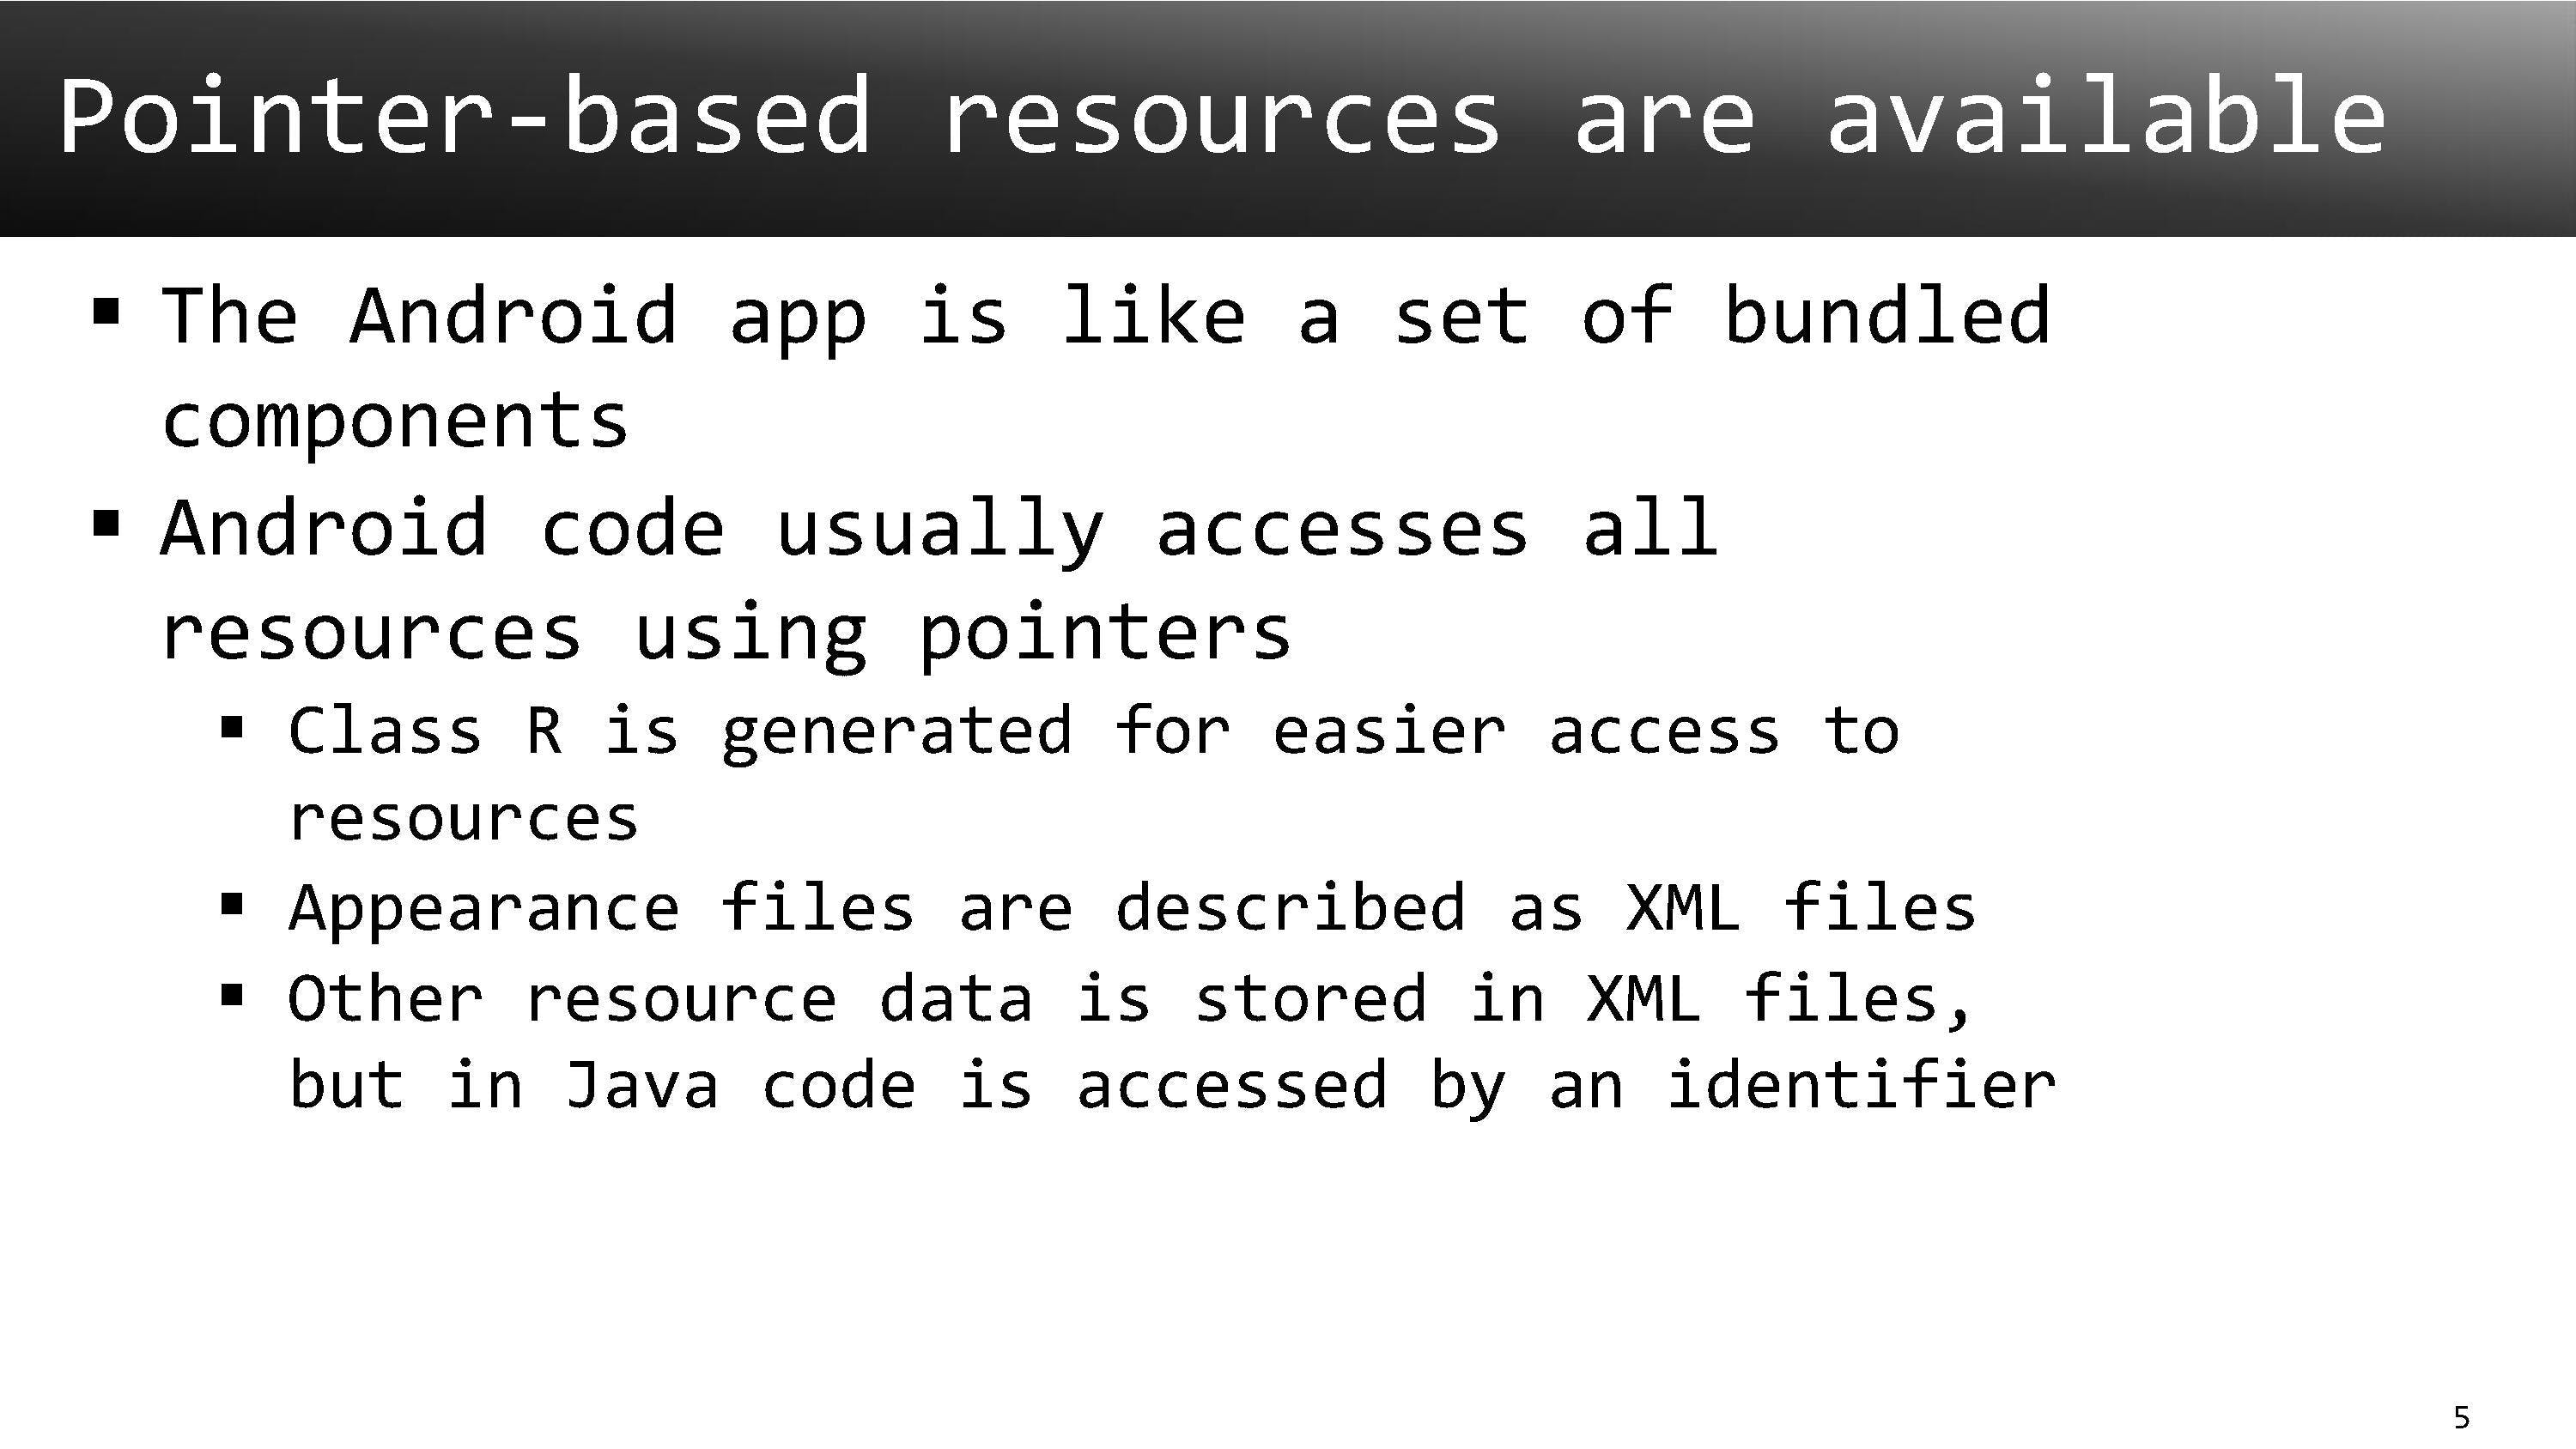 Pointer-based resources are available
▪ The Android app is like a set of bundled
components
▪ Android code usually accesses all
resources using pointers
▪ Class R is generated for easier access to
resources
▪ Appearance files are described as XML files
▪ Other resource data is stored in XML files,
but in Java code is accessed by an identifier
5